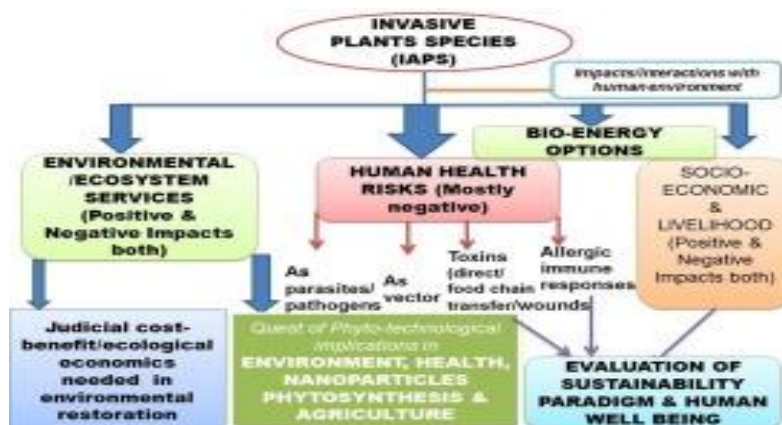 INVASIVE
PLANTS SPECIES
(IAPS)
Impacts/interactions with
human-environment
ENVIRONMENTAL
/ECOSYSTEM
SERVICES
(Positive &
Negative Impacts
both)
HUMAN HEALTH
RISKS (Mostly
negative)
BIO-ENERGY
OPTIONS
SOCIO-
ECONOMIC
&
LIVELIHOOD
(Positive &
Negative
Impacts both)
As
parasites/
pathogens
As
vector
Toxins
(direct/
food chain
transfer/wounds
Allergic
immune
responses
Judicial cost-
benefit/ecological
economics
needed in
environmental
restoration
Quest of Phyto-technological
implications in
ENVIRONMENT, HEALTH,
NANOPARTICLES
PHYTOSYNTHESIS &
AGRICULTURE
EVALUATION OF
SUSTAINABILITY
PARADIGM & HUMAN
WELL BEING